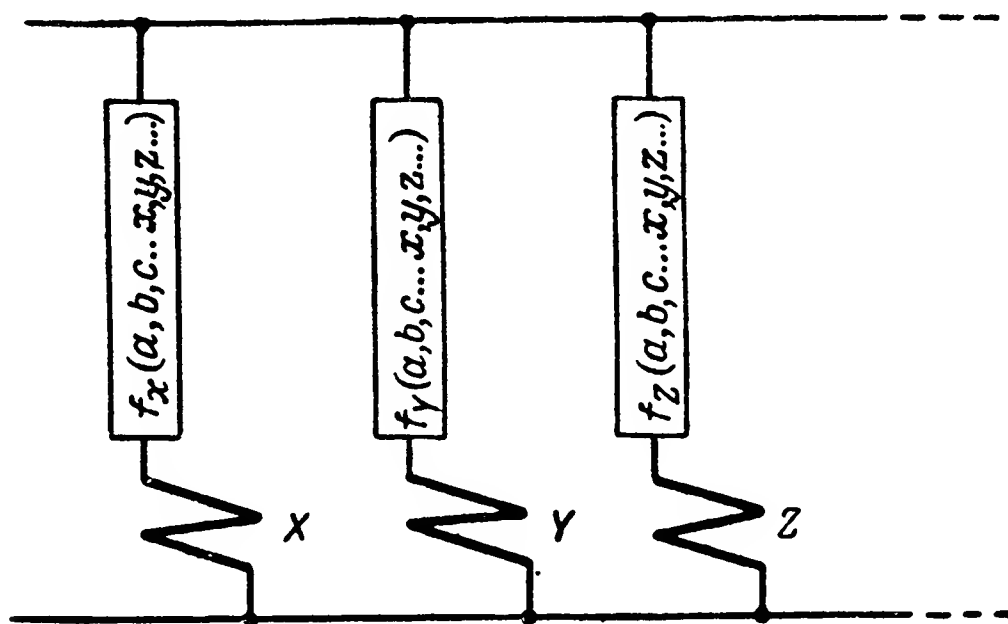 f_X(a,b,c..x,y,z...)
f_Y(a,b,c....x,y,z...)
f_Z(a,b,c...x,y,z...)
X
Y
Z